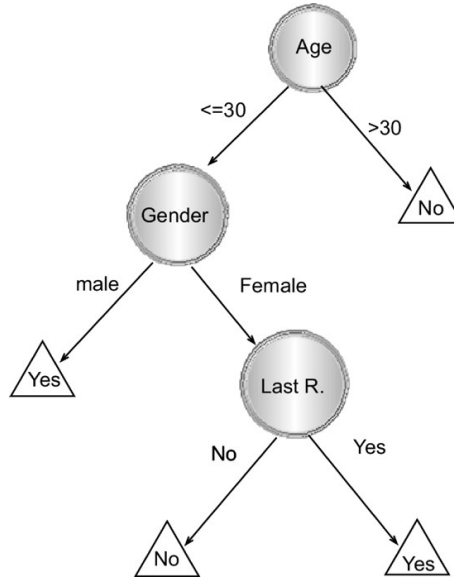 Age
<=30
>30
Gender
No
male
Female
Yes
Last R.
No
Yes
No
Yes